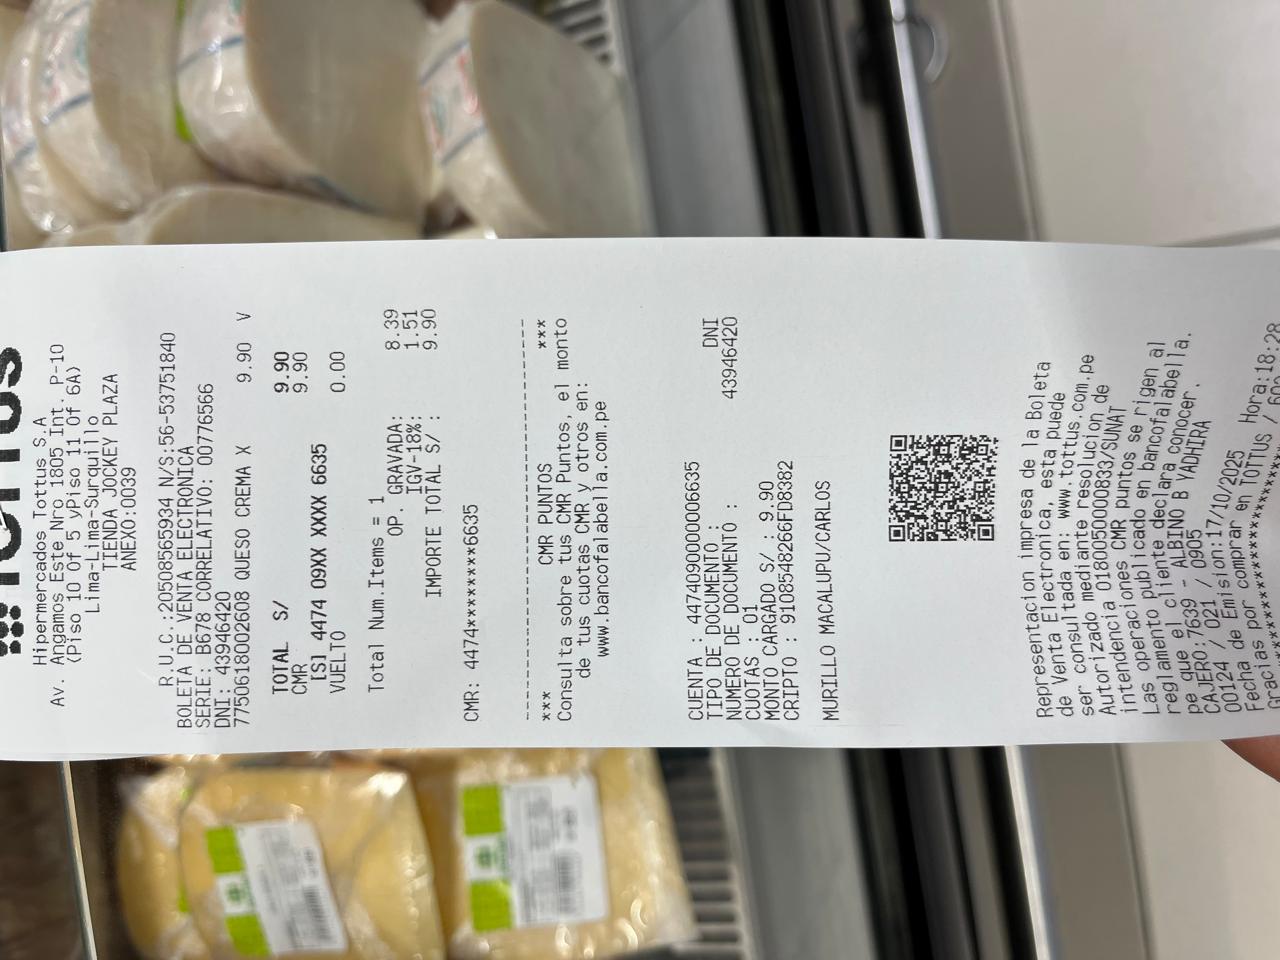 Hipermercados Tottus S.A
Av. Angamos Este Nro 1805 Int. P-10
(Piso 10 Of 5 yPiso 11 Of 6A)
Lima-Lima-Surquillo
TIENDA JOCKEY PLAZA
ANEXO:0039
R.U.C.:20508565934 N/S:56-53751840
BOLETA DE VENTA ELECTRONICA
SERIE: B678 CORRELATIVO: 00776566
DNI: 43946420
7750618002608 QUESO CREMA X 9.90 V
TOTAL S/ 9.90
CMR 9.90
[S] 4474 09XX XXXX 6635
VUELTO 0.00
Total Num.Items = 1
OP. GRAVADA: 8.39
IGV-18%: 1.51
IMPORTE TOTAL S/ : 9.90
CMR: 4474********6635
------------------------------------
*** CMR PUNTOS ***
Consulta sobre tus CMR Puntos, el monto
de tus cuotas CMR y otros en:
www.bancofalabella.com.pe
CUENTA : 4474090000006635
TIPO DE DOCUMENTO : DNI
NUMERO DE DOCUMENTO : 43946420
CUOTAS : 01
MONTO CARGADO S/ : 9.90
CRIPTO : 9108548266FDB382
MURILLO MACALUPU/CARLOS
Representacion impresa de la Boleta
de Venta Electronica, esta puede
ser consultada en: www.tottus.com.pe
Autorizado mediante resolucion de
intendencia 0180050000833/SUNAT
Las operaciones CMR puntos se rigen al
reglamento publicado en bancofalabella.
pe que el cliente declara conocer.
CAJERO:7639 - ALBINO B YADHIRA
00124 / 021 / 0905
Fecha de Emision:17/10/2025 Hora:18:28
Gracias por comprar en TOTTUS /